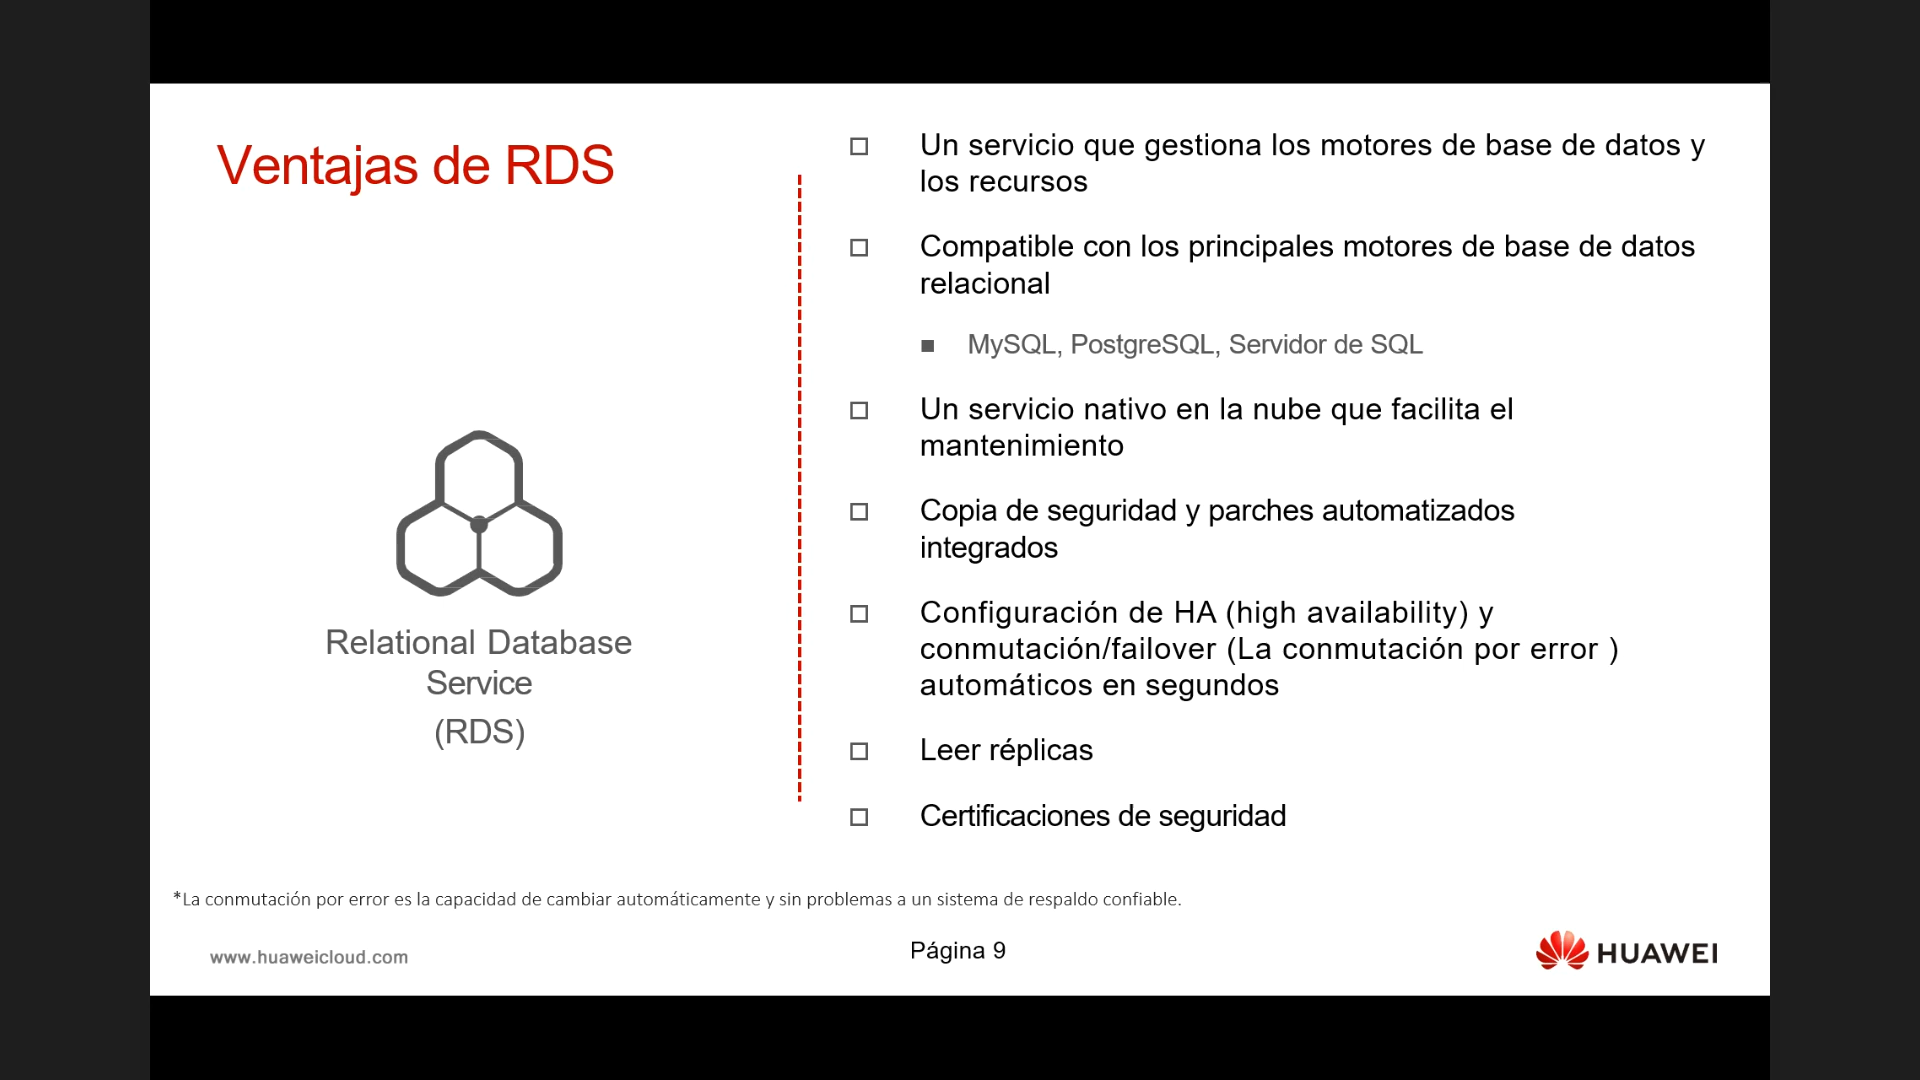 Ventajas de RDS
Relational Database
Service
(RDS)
Un servicio que gestiona los motores de base de datos y
los recursos
Compatible con los principales motores de base de datos
relacional
MySQL, PostgreSQL, Servidor de SQL
Un servicio nativo en la nube que facilita el
mantenimiento
Copia de seguridad y parches automatizados
integrados
Configuración de HA (high availability) y
conmutación/failover (La conmutación por error )
automáticos en segundos
Leer réplicas
Certificaciones de seguridad
*La conmutación por error es la capacidad de cambiar automáticamente y sin problemas a un sistema de respaldo confiable.
www.huaweicloud.com
Página 9
HUAWEI